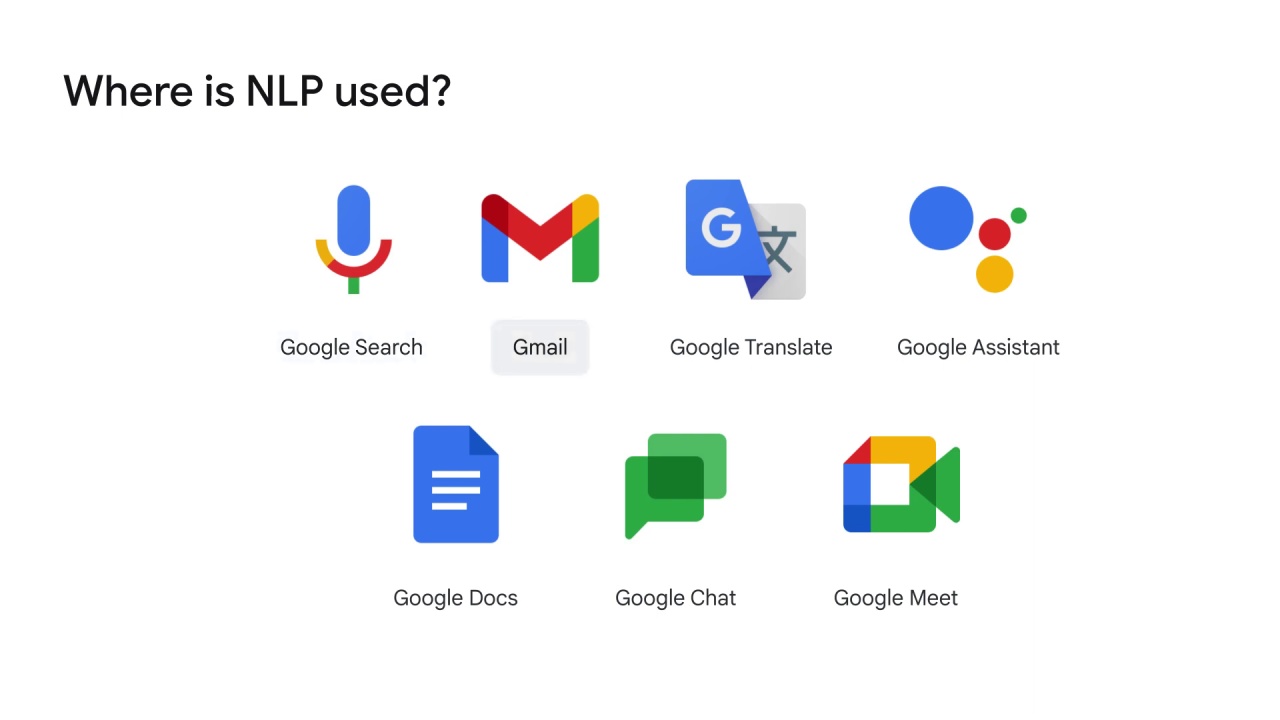 Where is NLP used?
G 文
Google Search
Gmail
Google Translate
Google Assistant
Google Docs
Google Chat
Google Meet